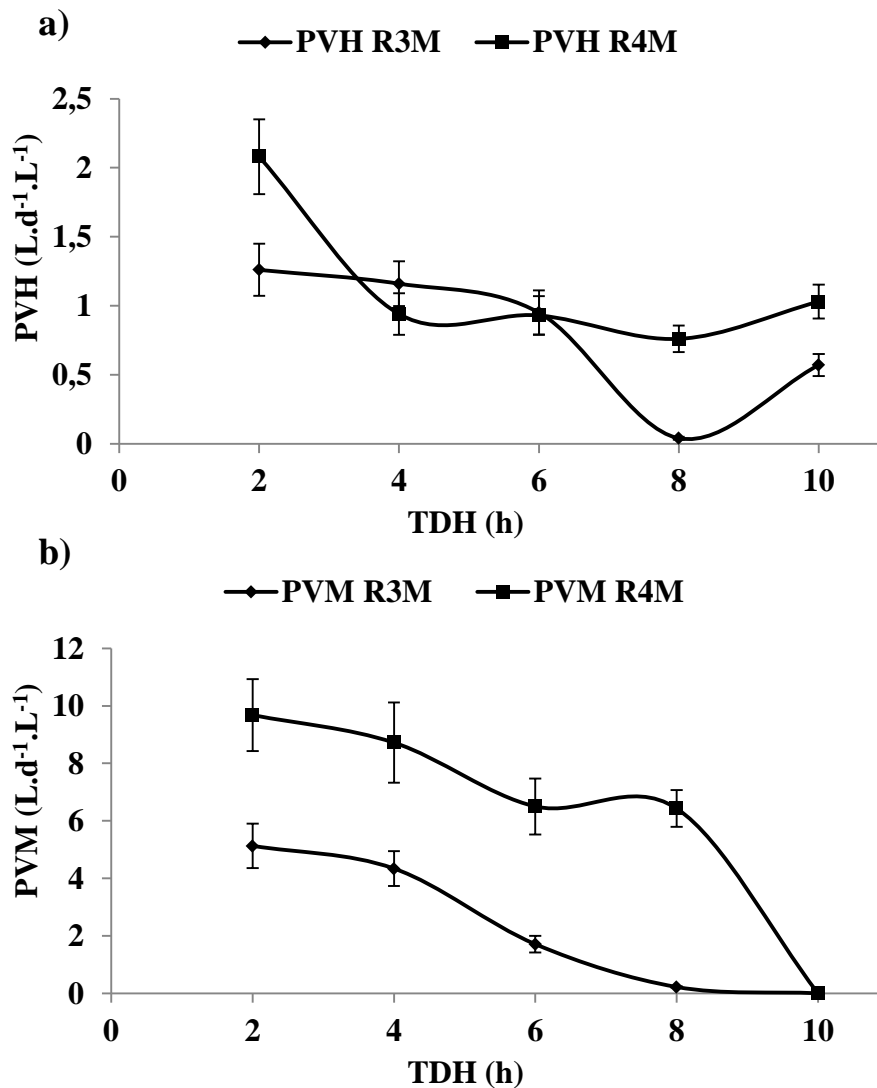 a)
PVH R3M PVH R4M
2,5
2
1,5
1
0,5
0
PVH (L.d⁻¹.L⁻¹)
0 2 4 6 8 10
TDH (h)
b)
PVM R3M PVM R4M
12
10
8
6
4
2
0
PVM (L.d⁻¹.L⁻¹)
0 2 4 6 8 10
TDH (h)